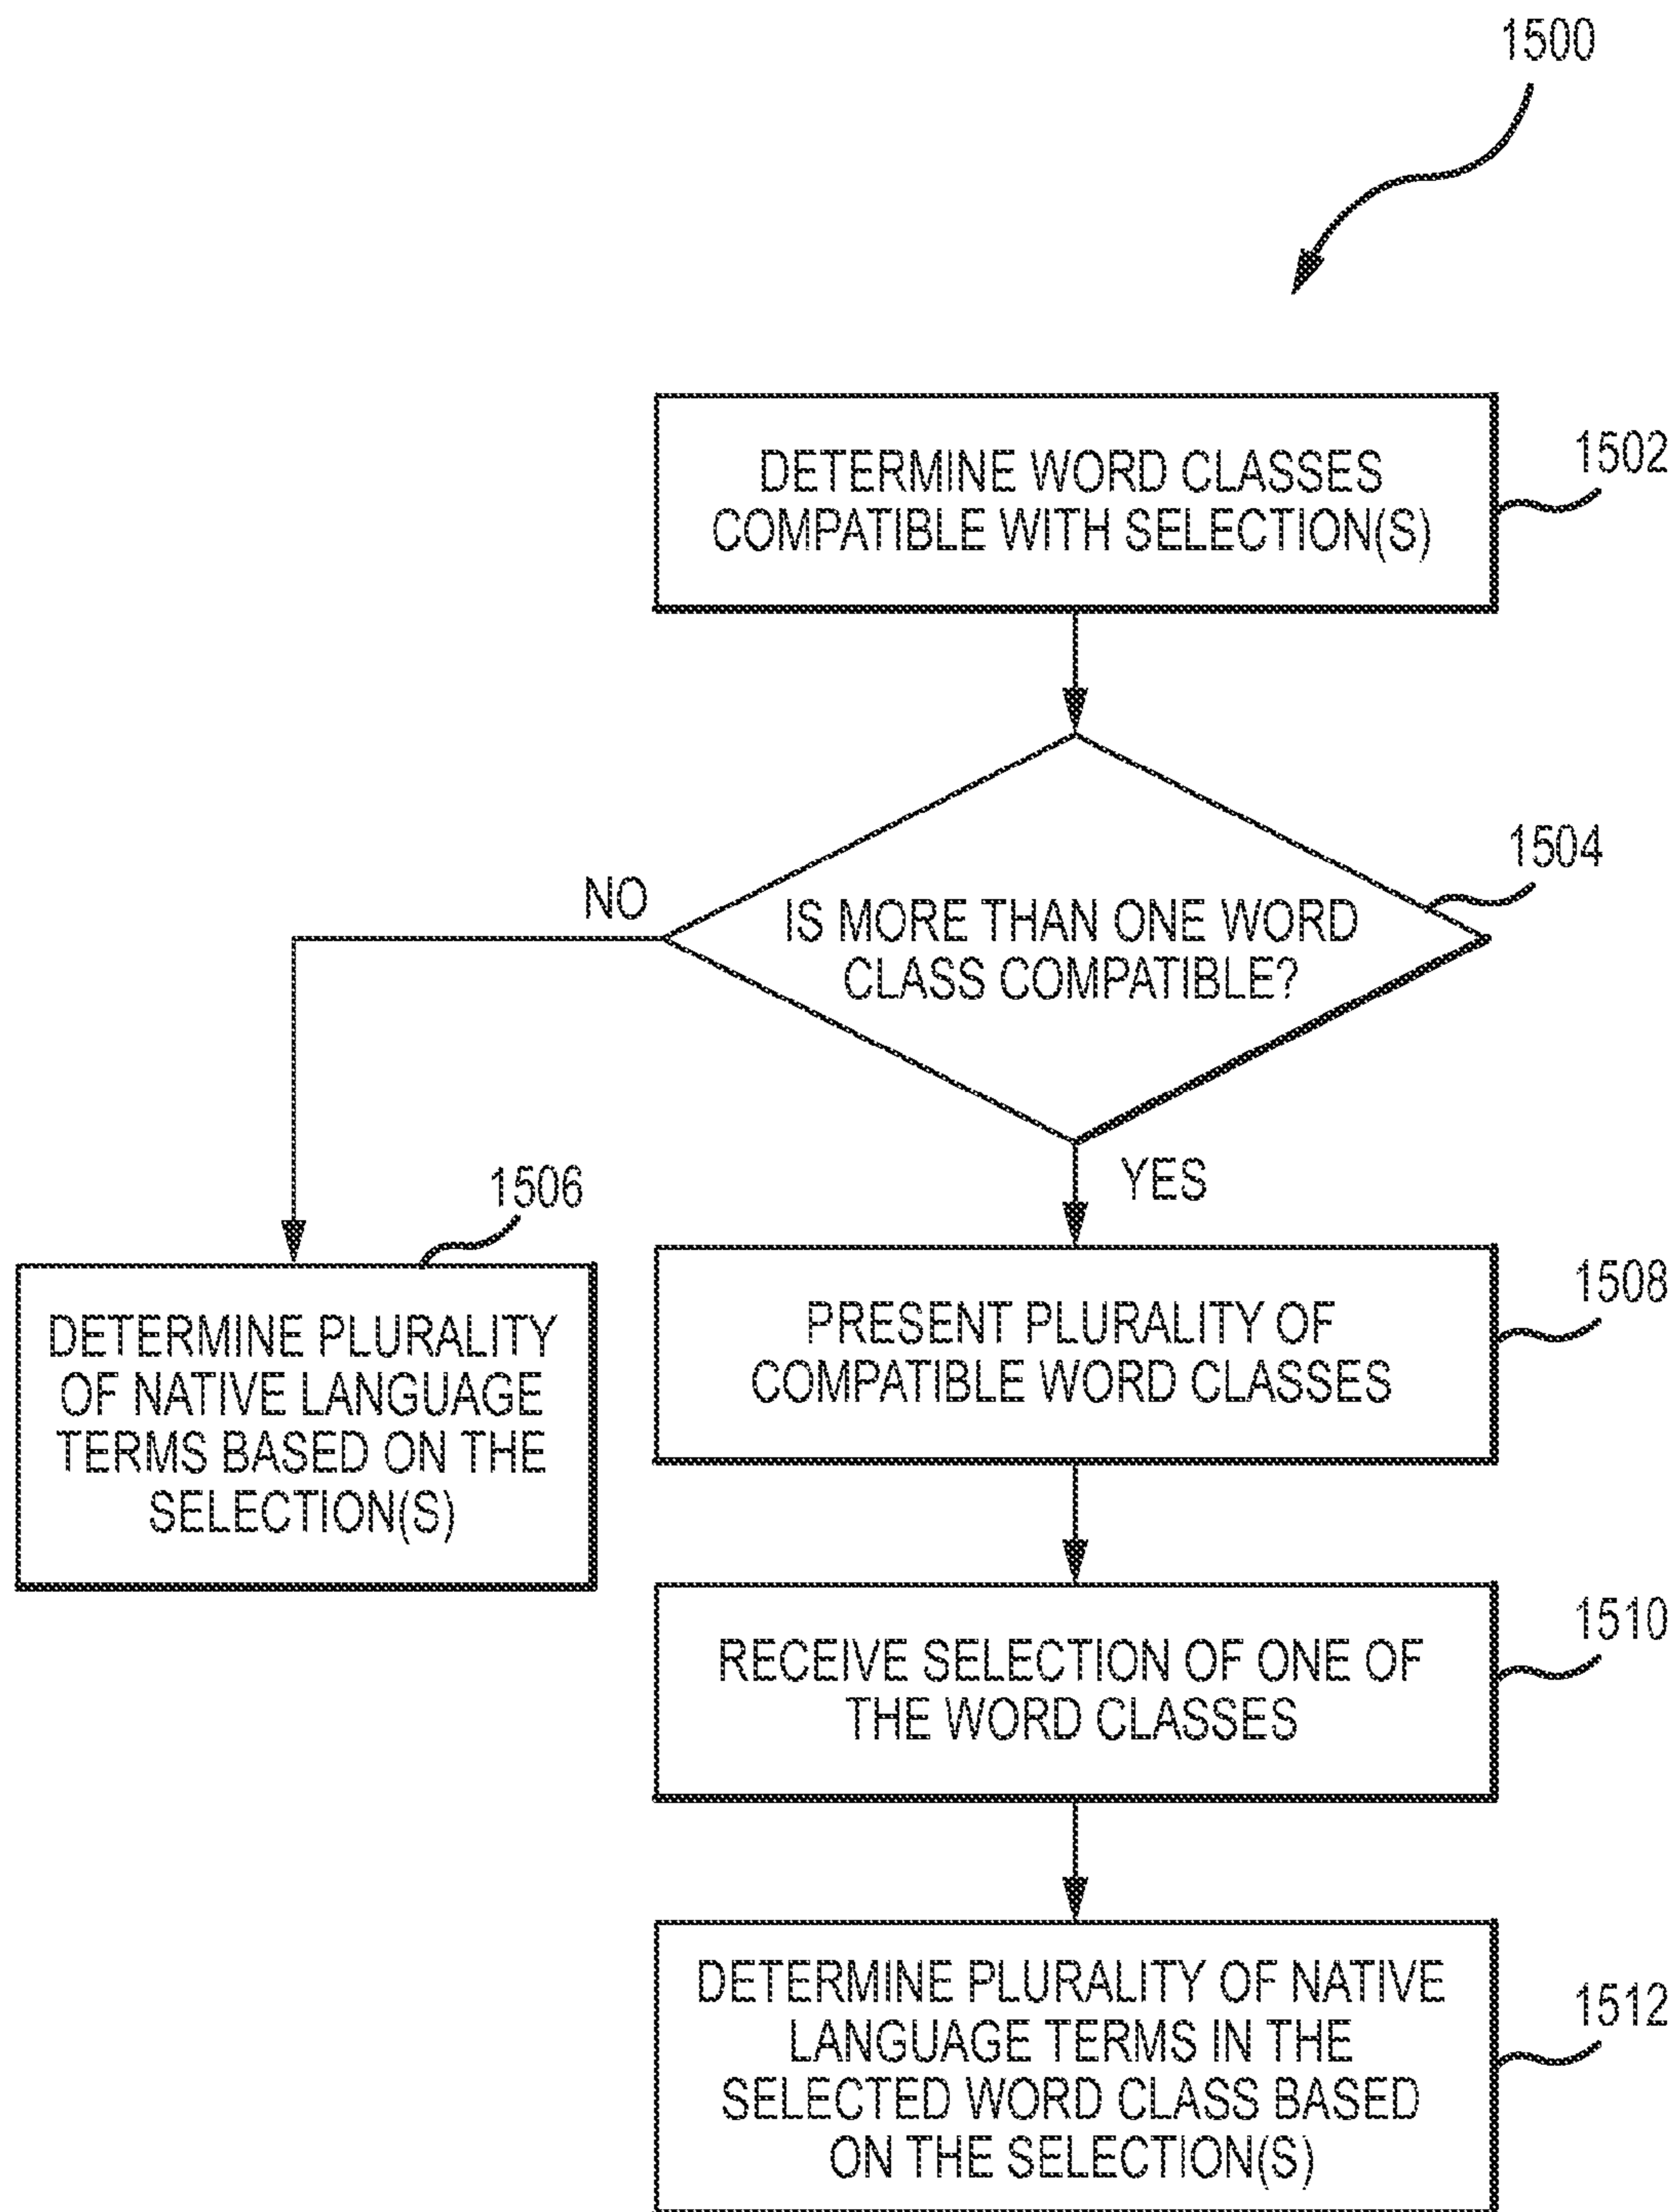 1500
DETERMINE WORD CLASSES
COMPATIBLE WITH SELECTION(S)
1502
IS MORE THAN ONE WORD
CLASS COMPATIBLE?
1504
NO
YES
1506
DETERMINE PLURALITY
OF NATIVE LANGUAGE
TERMS BASED ON THE
SELECTION(S)
PRESENT PLURALITY OF
COMPATIBLE WORD CLASSES
1508
RECEIVE SELECTION OF ONE OF
THE WORD CLASSES
1510
DETERMINE PLURALITY OF NATIVE
LANGUAGE TERMS IN THE
SELECTED WORD CLASS BASED
ON THE SELECTION(S)
1512